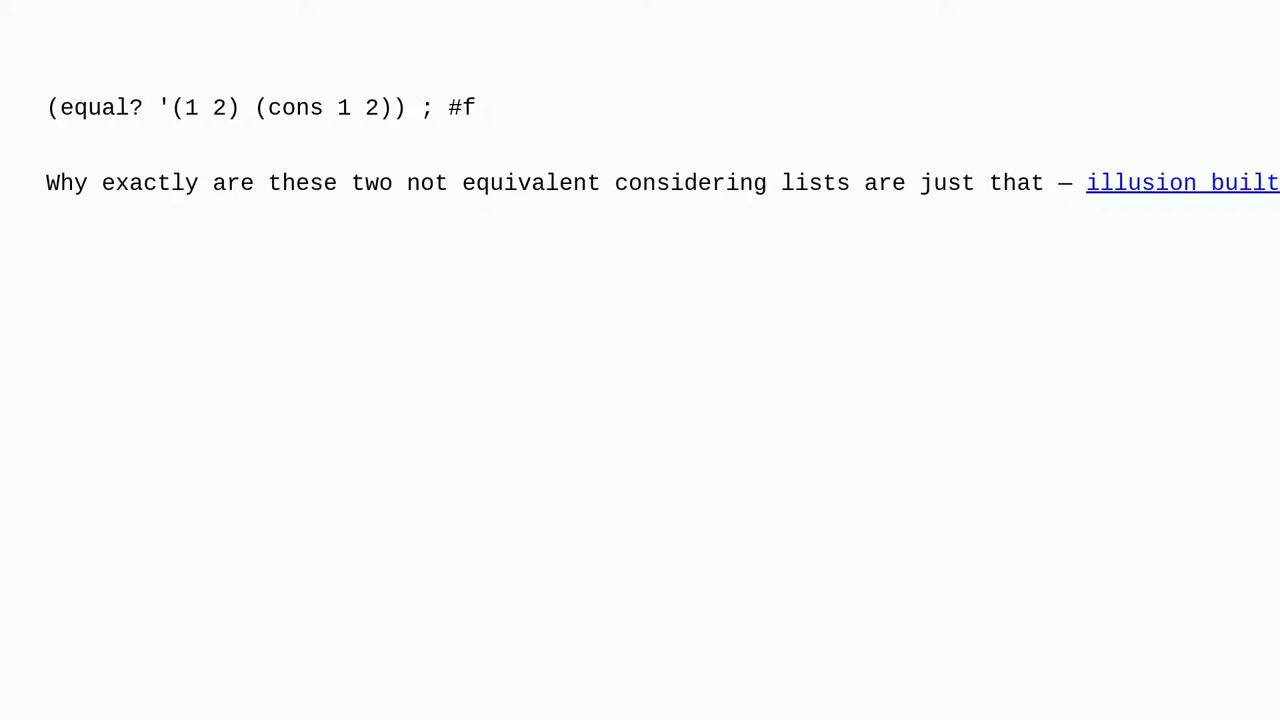 (equal? '(1 2) (cons 1 2)) ; #f
Why exactly are these two not equivalent considering lists are just that — illusion built